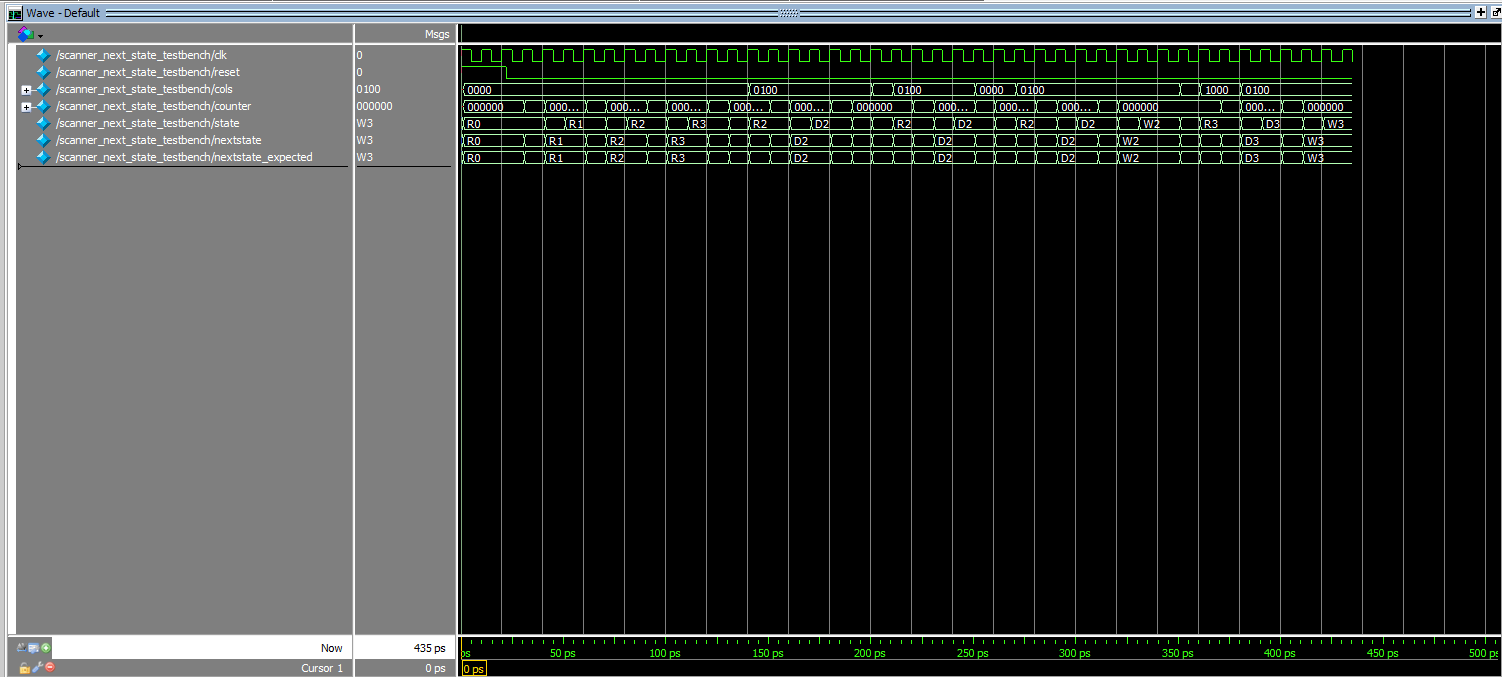 Wave - Default
Msgs
/scanner_next_state_testbench/clk 0
/scanner_next_state_testbench/reset 0
/scanner_next_state_testbench/cols 0100 0000 0100 0100 0000 0100 1000 0100
/scanner_next_state_testbench/counter 000000 000000 000... 000... 000... 000... 000... 000000 000... 000... 000... 000000 000... 000000
/scanner_next_state_testbench/state W3 R0 R1 R2 R3 R2 D2 R2 D2 R2 D2 W2 R3 D3 W3
/scanner_next_state_testbench/nextstate W3 R0 R1 R2 R3 D2 D2 D2 W2 D3 W3
/scanner_next_state_testbench/nextstate_expected W3 R0 R1 R2 R3 D2 D2 D2 W2 D3 W3
Now 435 ps ps 50 ps 100 ps 150 ps 200 ps 250 ps 300 ps 350 ps 400 ps 450 ps 500 ps
Cursor 1 0 ps 0 ps